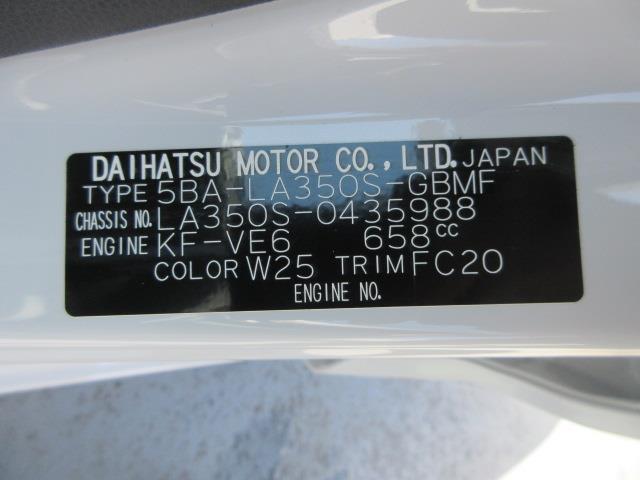 DAIHATSU MOTOR CO., LTD. JAPAN
TYPE 5BA-LA350S-GBMF
CHASSIS NO. LA350S-0435988
ENGINE KF-VE6 658cc
COLOR W25 TRIM FC20
ENGINE NO.